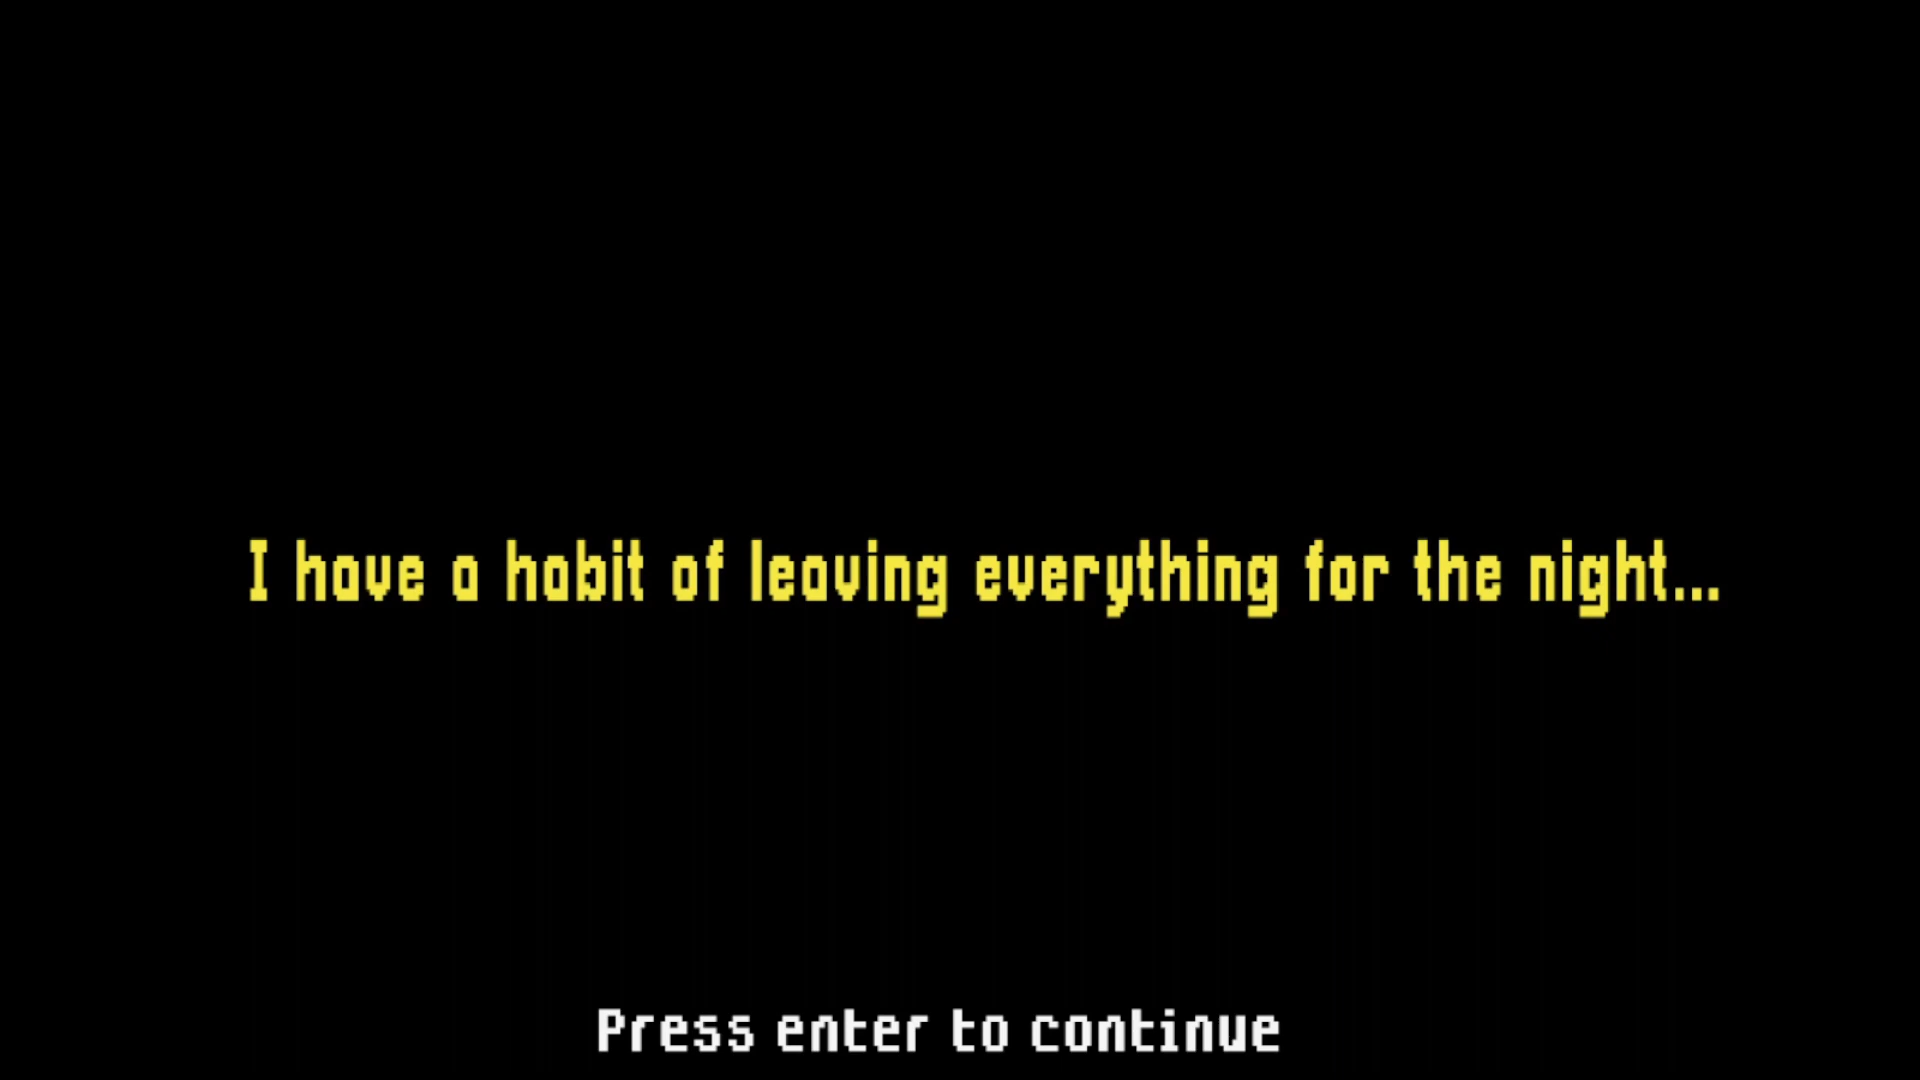 I have a habit of leaving everything for the night...
Press enter to continue